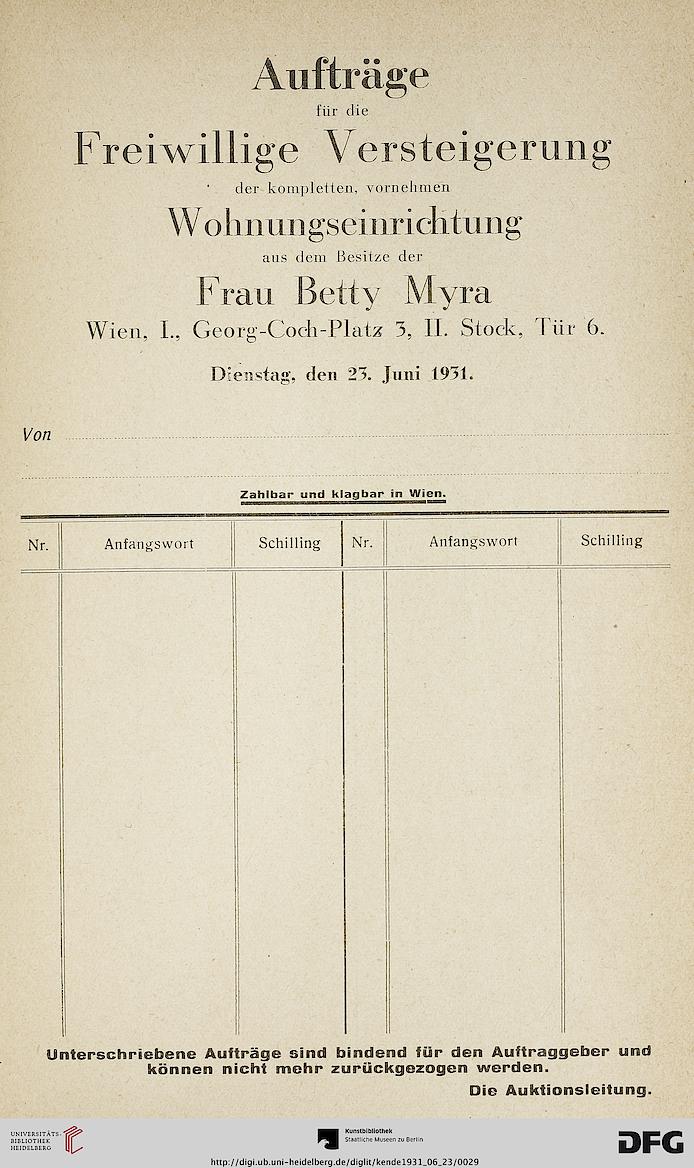 Aufträge
für die
Freiwillige Versteigerung
der kompletten, vornehmen
Wohnungseinrichtung
aus dem Besitze der
Frau Betty Myra
Wien, I., Georg-Coch-Platz 3, II. Stock, Tür 6.
Dienstag, den 23. Juni 1931.
Von
Zahlbar und klagbar in Wien.
Nr. Anfangswort Schilling Nr. Anfangswort Schilling
Unterschriebene Aufträge sind bindend für den Auftraggeber und
können nicht mehr zurückgezogen werden.
Die Auktionsleitung.
UNIVERSITÄTS-
BIBLIOTHEK
HEIDELBERG
Kunstbibliothek
Staatliche Museen zu Berlin
DFG
http://digi.ub.uni-heidelberg.de/diglit/kende1931_06_23/0029